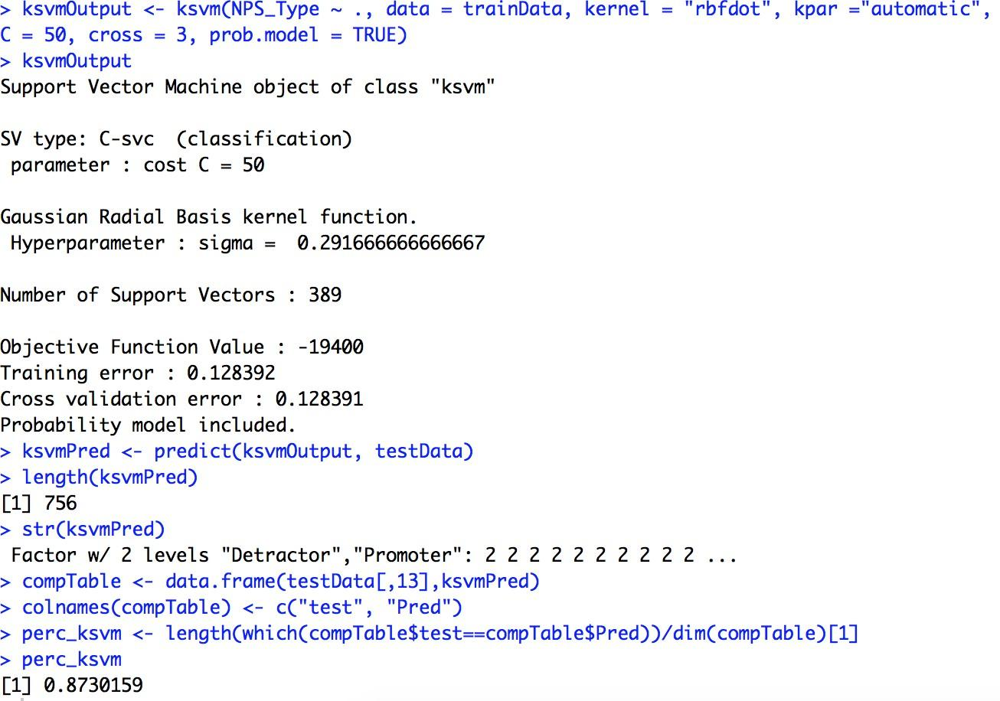 > ksvmOutput <- ksvm(NPS_Type ~ ., data = trainData, kernel = "rbfdot", kpar ="automatic",
C = 50, cross = 3, prob.model = TRUE)
> ksvmOutput
Support Vector Machine object of class "ksvm"
SV type: C-svc  (classification)
 parameter : cost C = 50
Gaussian Radial Basis kernel function.
 Hyperparameter : sigma =  0.291666666666667
Number of Support Vectors : 389
Objective Function Value : -19400
Training error : 0.128392
Cross validation error : 0.128391
Probability model included.
> ksvmPred <- predict(ksvmOutput, testData)
> length(ksvmPred)
[1] 756
> str(ksvmPred)
 Factor w/ 2 levels "Detractor","Promoter": 2 2 2 2 2 2 2 2 2 2 ...
> compTable <- data.frame(testData[,13],ksvmPred)
> colnames(compTable) <- c("test", "Pred")
> perc_ksvm <- length(which(compTable$test==compTable$Pred))/dim(compTable)[1]
> perc_ksvm
[1] 0.8730159